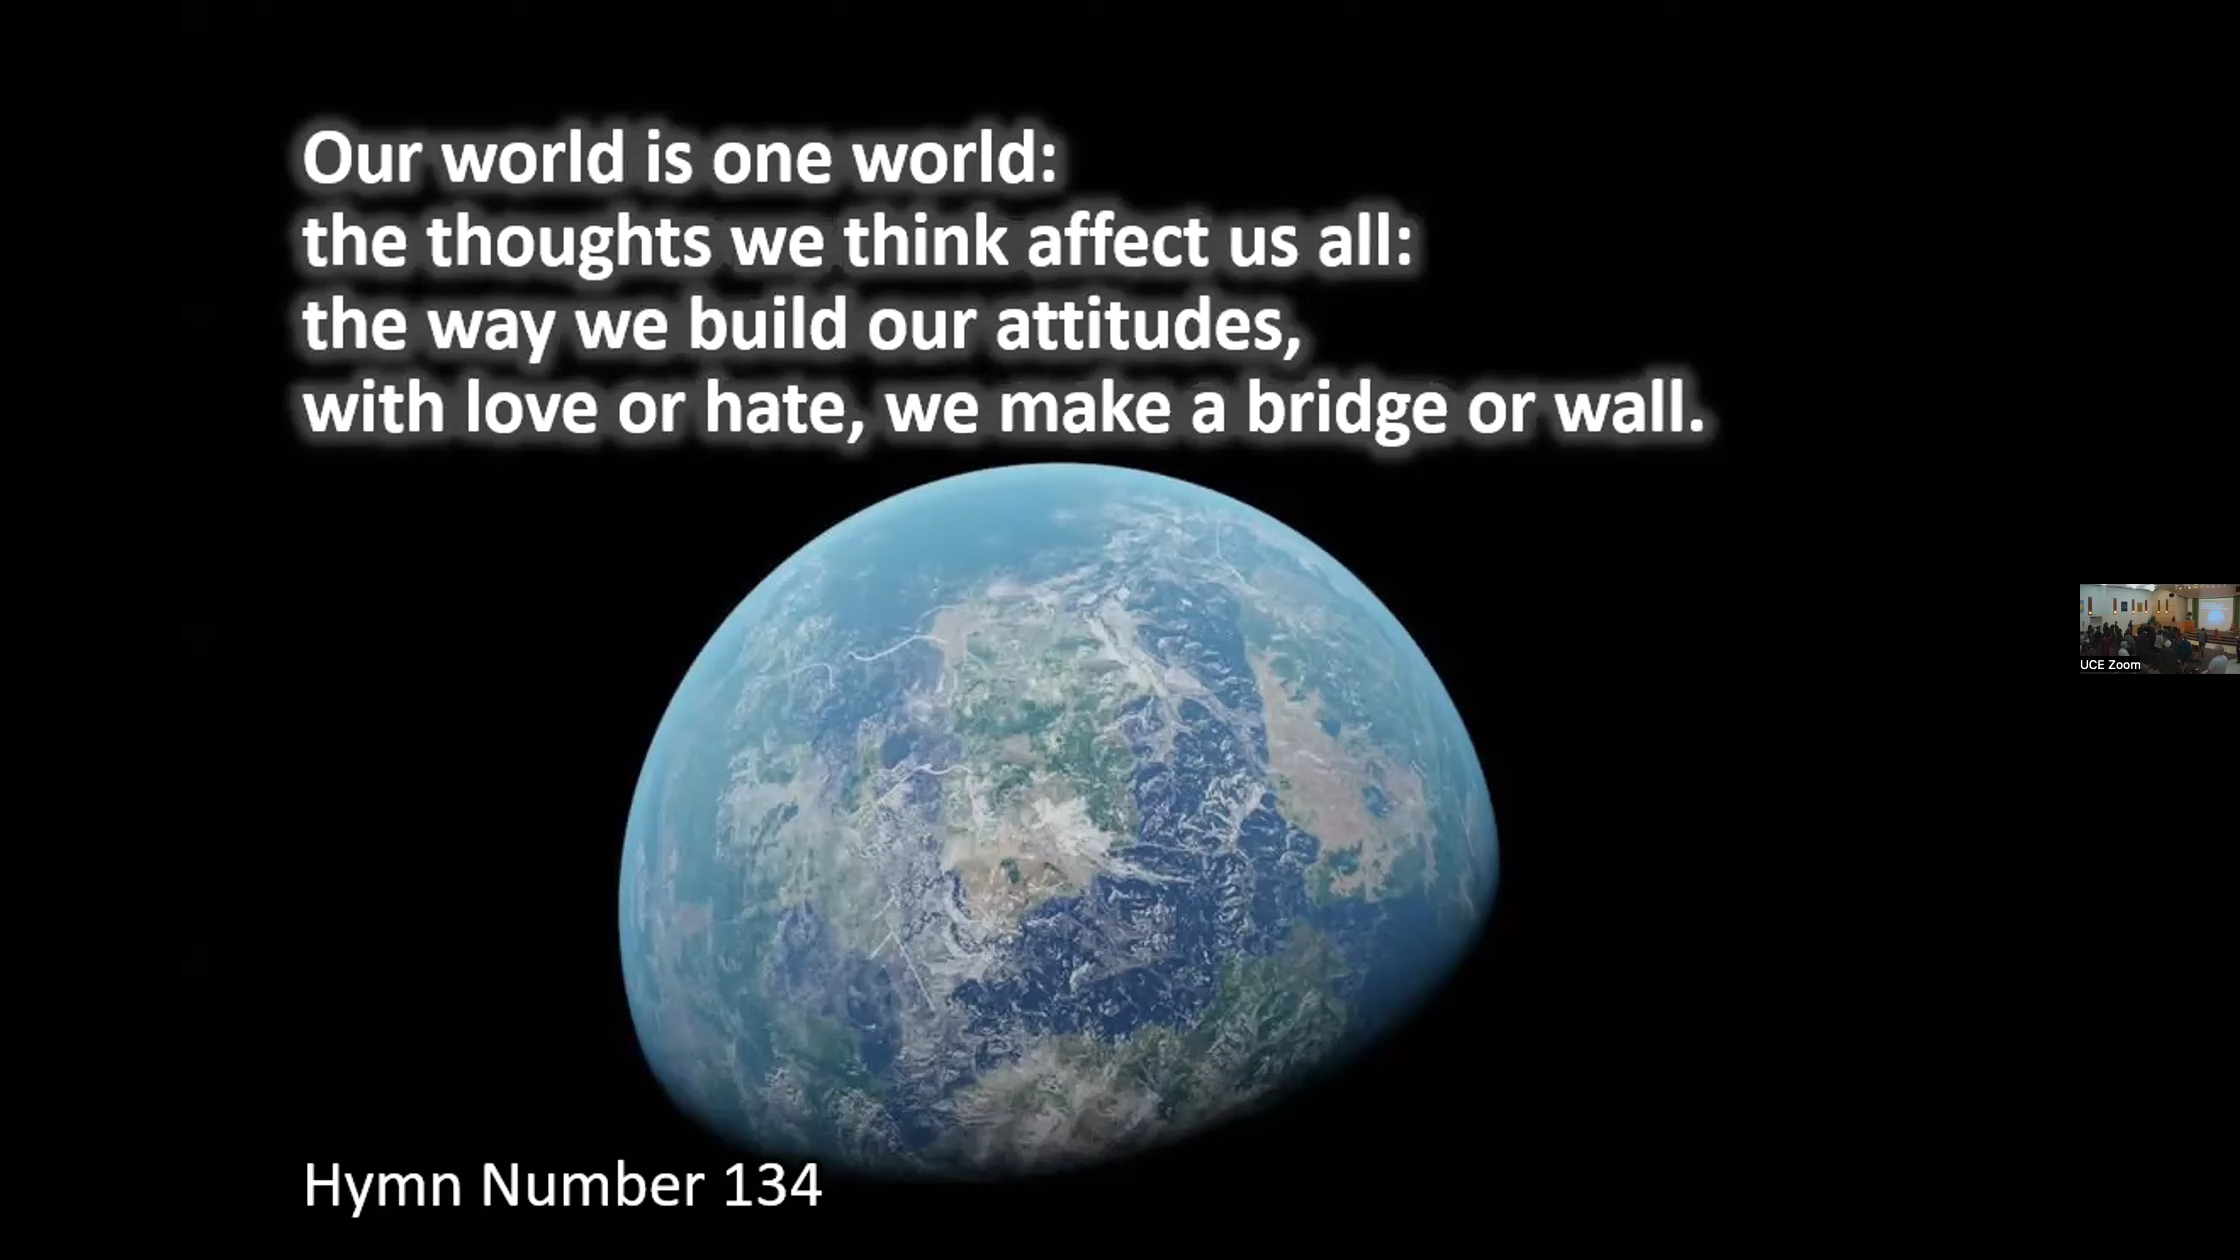 Our world is one world:
the thoughts we think affect us all:
the way we build our attitudes,
with love or hate, we make a bridge or wall.
UCE Zoom
Hymn Number 134